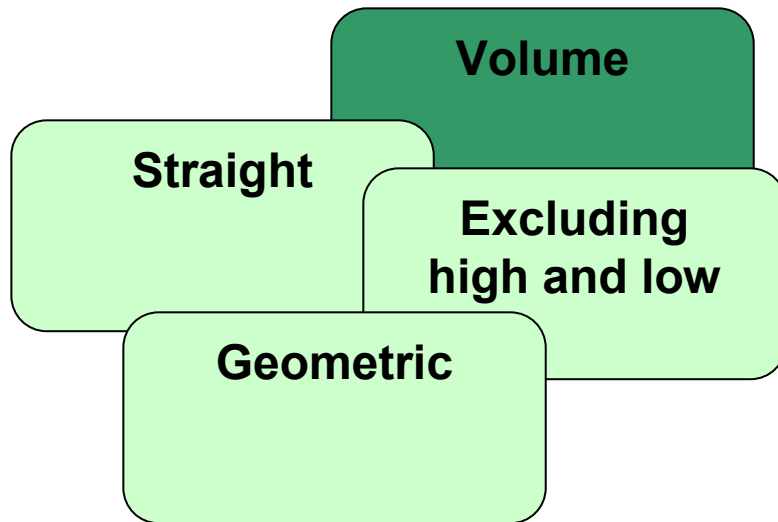 Volume
Straight
Excluding
high and low
Geometric